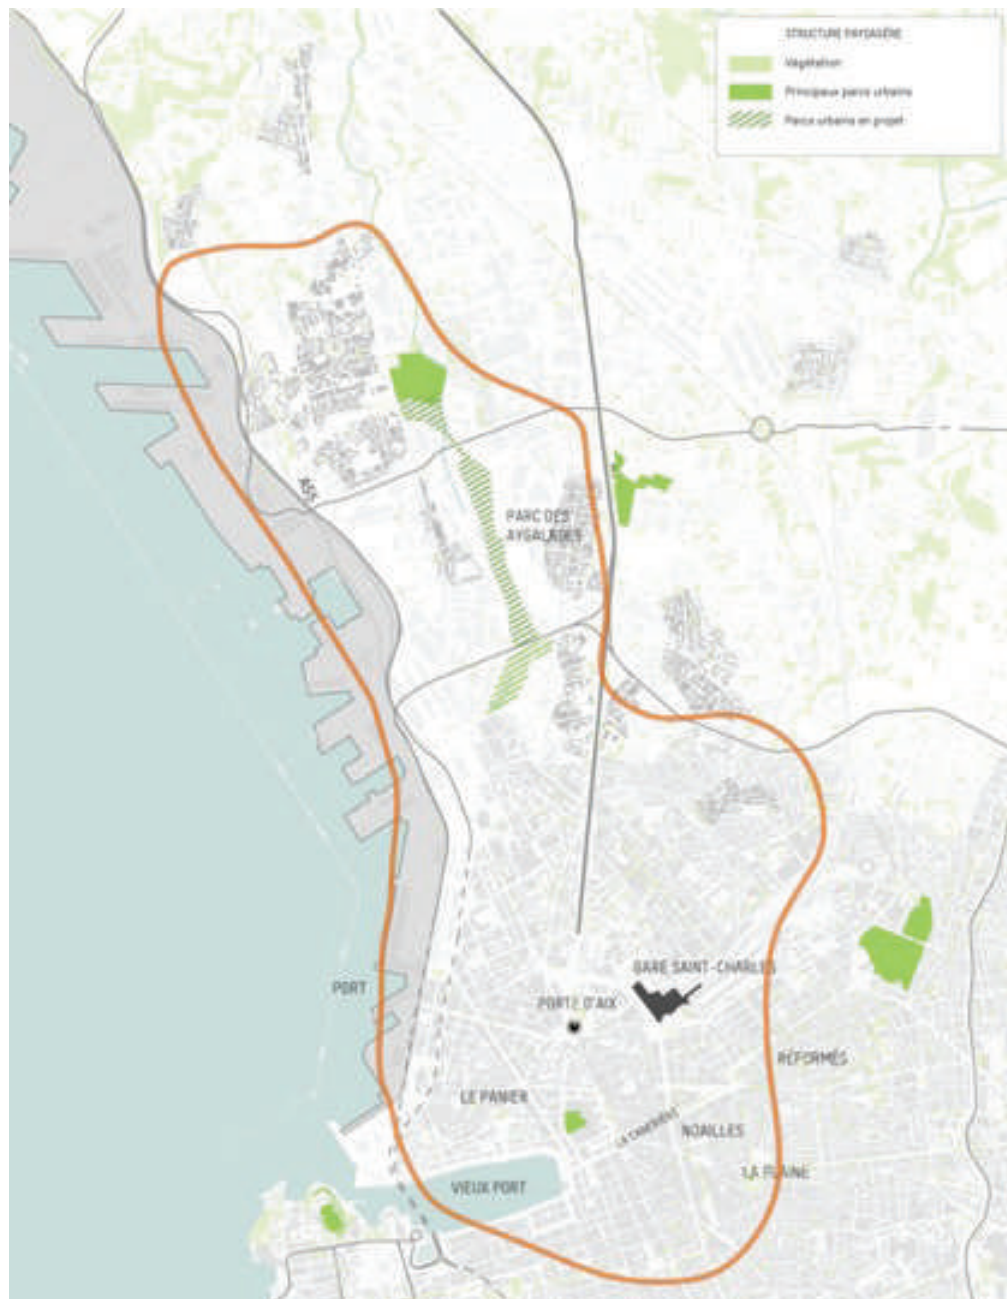 STRUCTURE PAYSAGÈRE
Végétation
Principaux parcs urbains
Parcs urbains en projet
A55
PARC DES
AYGALADES
GARE SAINT-CHARLES
PORT
PORTE D'AIX
RÉFORMÉS
LE PANIER
LA CANEBIÈRE
NOAILLES
LA PLAINE
VIEUX PORT